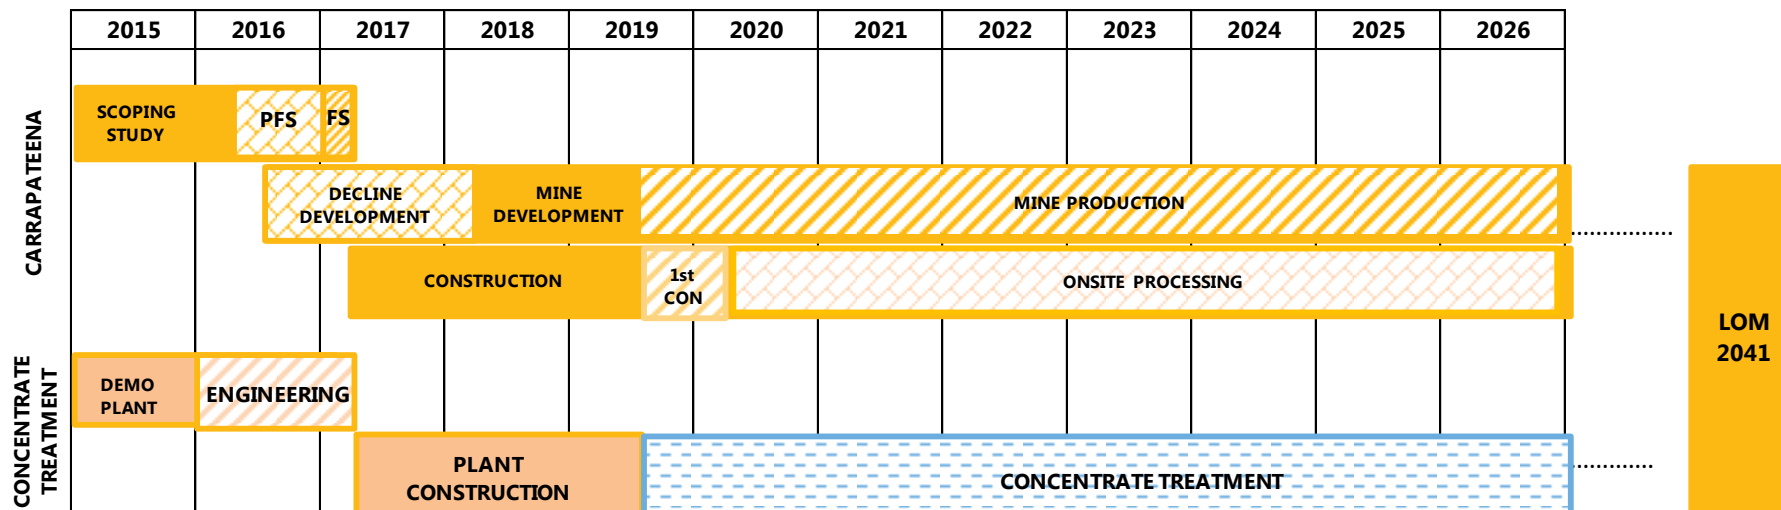 2015 2016 2017 2018 2019 2020 2021 2022 2023 2024 2025 2026
CARRAPATEENA
SCOPING
STUDY
PFS
FS
DECLINE
DEVELOPMENT
MINE
DEVELOPMENT
MINE PRODUCTION
CONSTRUCTION
1st
CON
ONSITE PROCESSING
LOM
2041
CONCENTRATE
TREATMENT
DEMO
PLANT
ENGINEERING
PLANT
CONSTRUCTION
CONCENTRATE TREATMENT